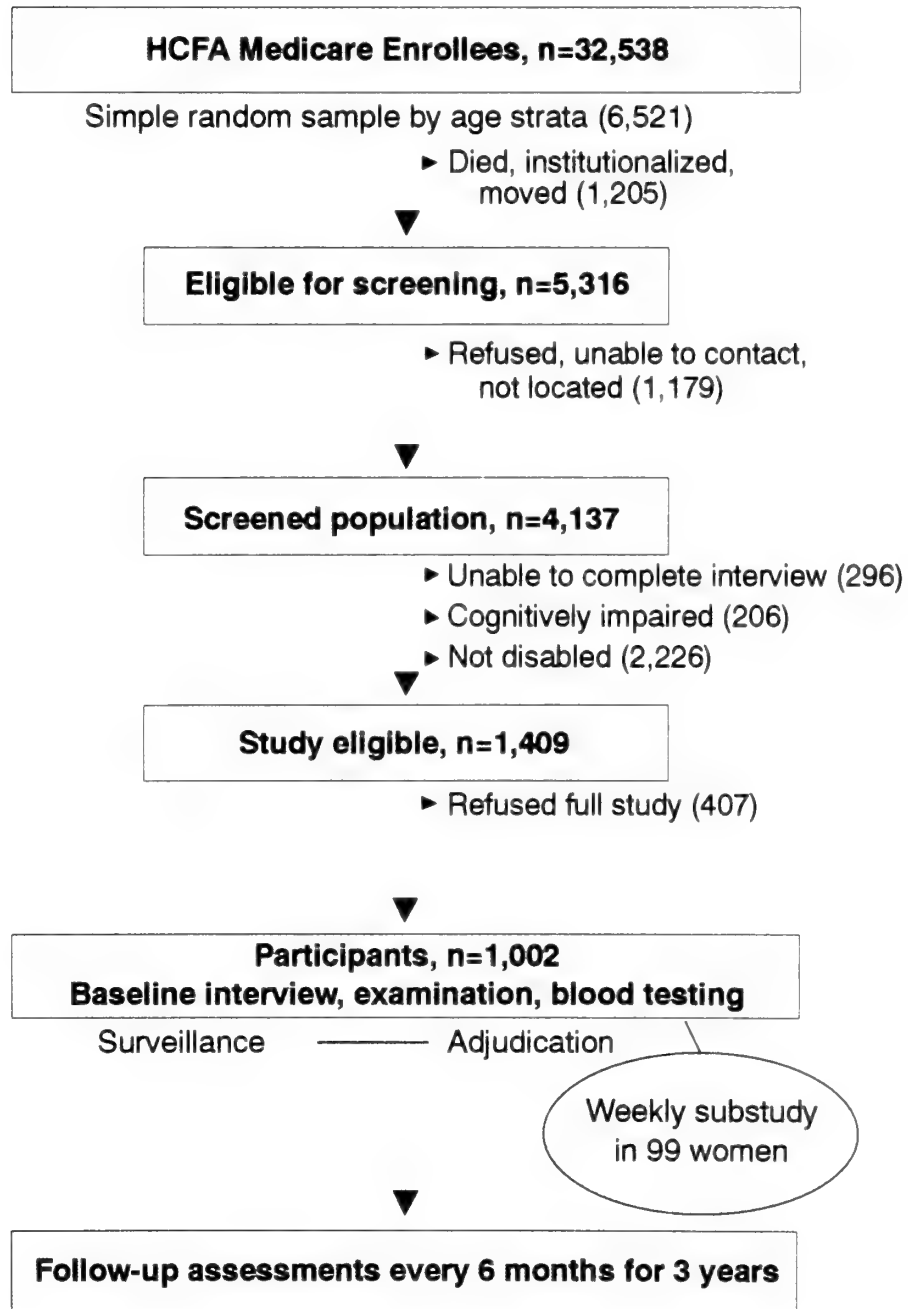 HCFA Medicare Enrollees, n=32,538
Simple random sample by age strata (6,521)
► Died, institutionalized,
moved (1,205)
Eligible for screening, n=5,316
► Refused, unable to contact,
not located (1,179)
Screened population, n=4,137
► Unable to complete interview (296)
► Cognitively impaired (206)
► Not disabled (2,226)
Study eligible, n=1,409
► Refused full study (407)
Participants, n=1,002
Baseline interview, examination, blood testing
Surveillance ——— Adjudication
Weekly substudy
in 99 women
Follow-up assessments every 6 months for 3 years